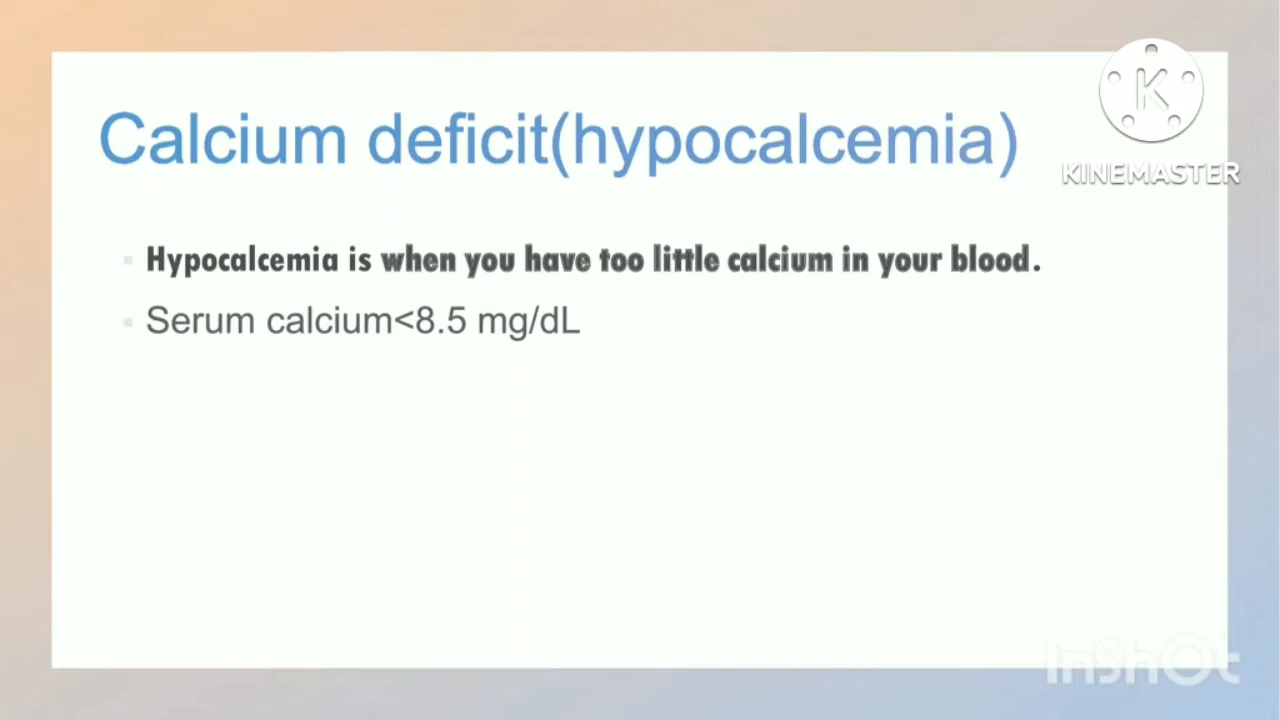 Calcium deficit(hypocalcemia)
K
KINEMASTER
Hypocalcemia is when you have too little calcium in your blood.
Serum calcium<8.5 mg/dL
InShOt